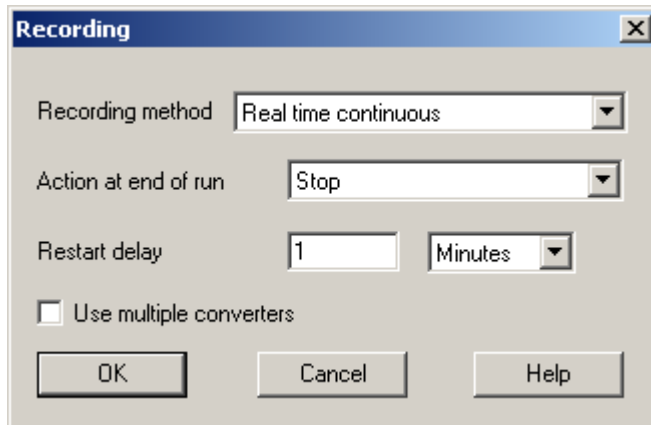 Recording
Recording method Real time continuous
Action at end of run Stop
Restart delay 1 Minutes
Use multiple converters
OK Cancel Help